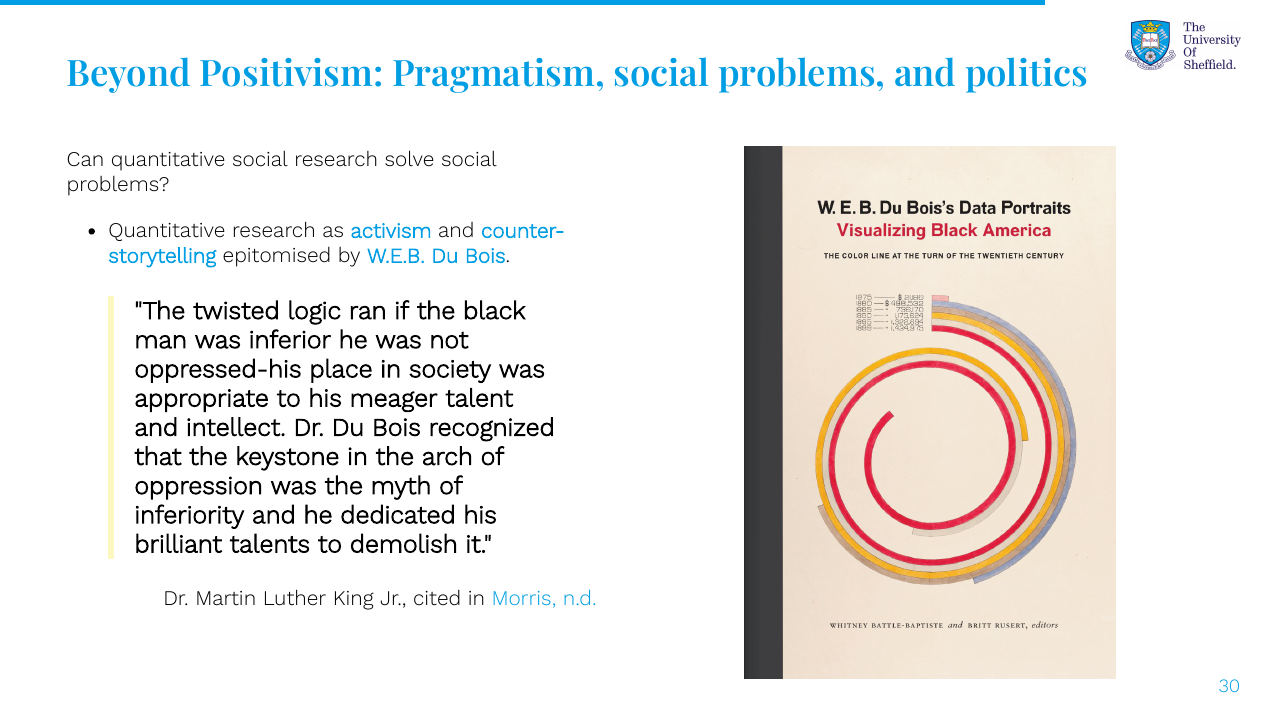 The
University
Of
Sheffield.
Beyond Positivism: Pragmatism, social problems, and politics
Can quantitative social research solve social
problems?
• Quantitative research as activism and counter-
storytelling epitomised by W.E.B. Du Bois.
"The twisted logic ran if the black
man was inferior he was not
oppressed-his place in society was
appropriate to his meager talent
and intellect. Dr. Du Bois recognized
that the keystone in the arch of
oppression was the myth of
inferiority and he dedicated his
brilliant talents to demolish it."
Dr. Martin Luther King Jr., cited in Morris, n.d.
W. E. B. Du Bois's Data Portraits
Visualizing Black America
THE COLOR LINE AT THE TURN OF THE TWENTIETH CENTURY
1875
1880
WHITNEY BATTLE-BAPTISTE and BRITT RUSERT, editors
30